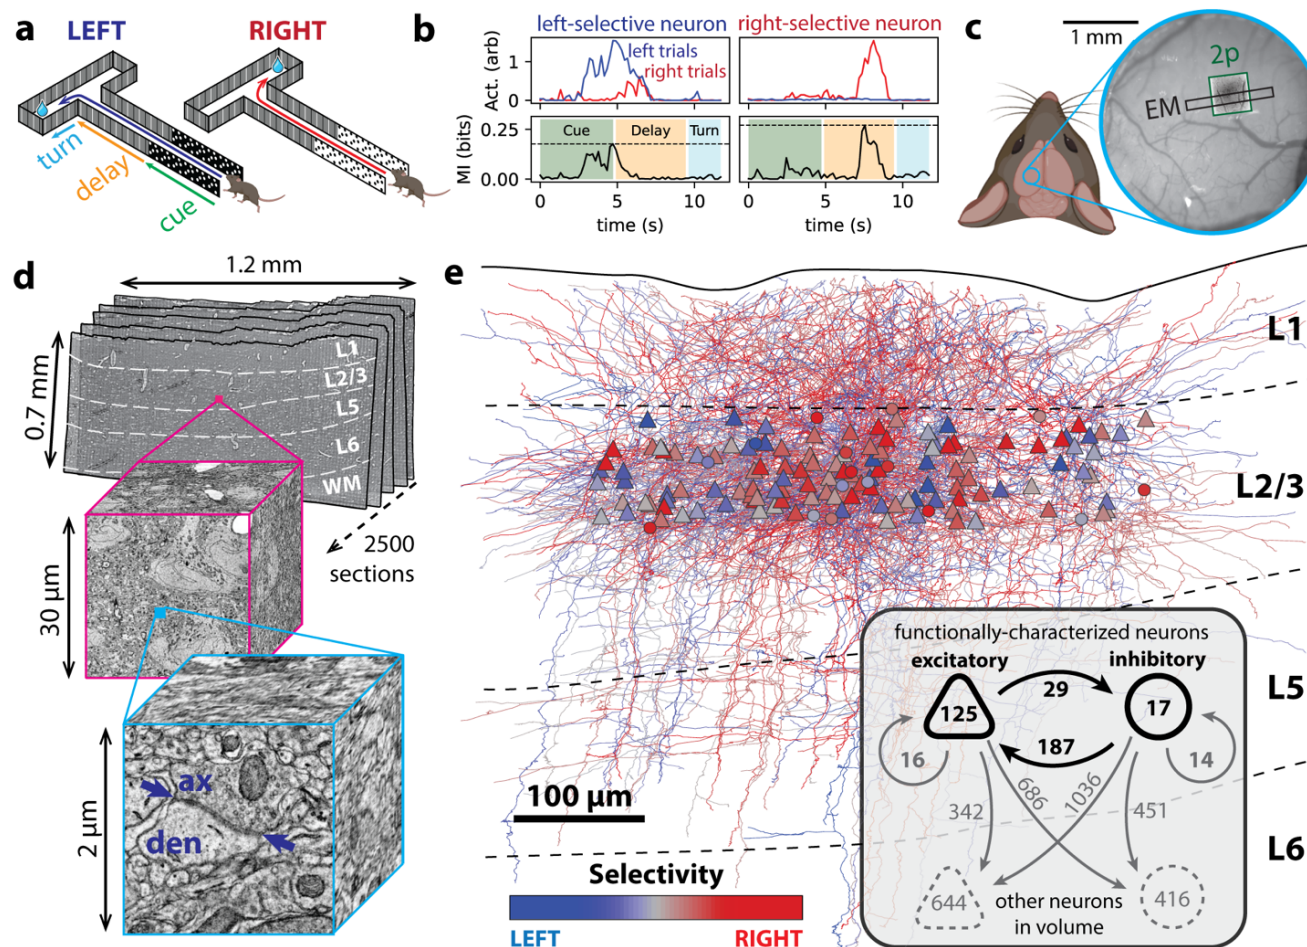 a
LEFT
RIGHT
turn
delay
cue
b
left-selective neuron
right-selective neuron
Act. (arb)
1
0
left trials
right trials
MI (bits)
0.25
0.00
Cue
Delay
Turn
0
5
10
time (s)
0
5
10
time (s)
c
1 mm
2p
EM
d
1.2 mm
0.7 mm
L1
L2/3
L5
L6
WM
2500
sections
30 µm
2 µm
ax
den
e
L1
L2/3
L5
L6
100 µm
Selectivity
LEFT
RIGHT
functionally-characterized neurons
excitatory
inhibitory
29
125
17
187
16
14
342
686
1036
451
644
other neurons
in volume
416